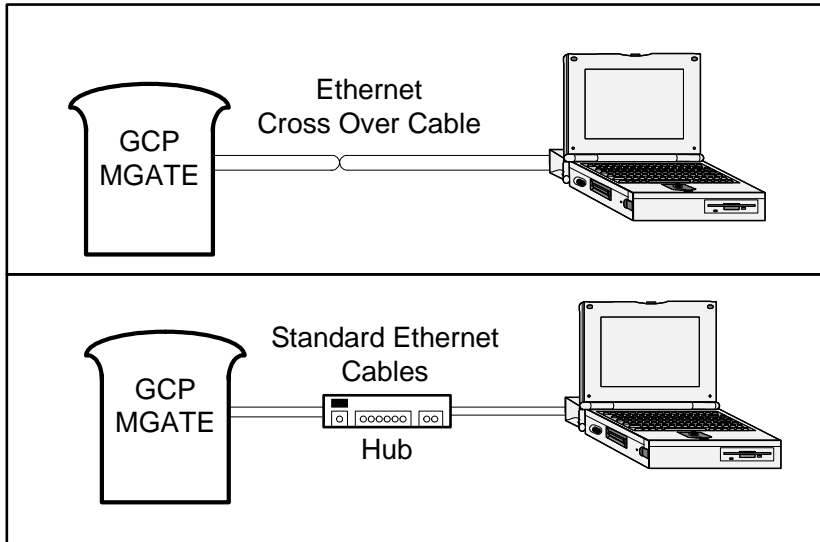 Ethernet
Cross Over Cable
GCP
MGATE
Standard Ethernet
Cables
GCP
MGATE
Hub